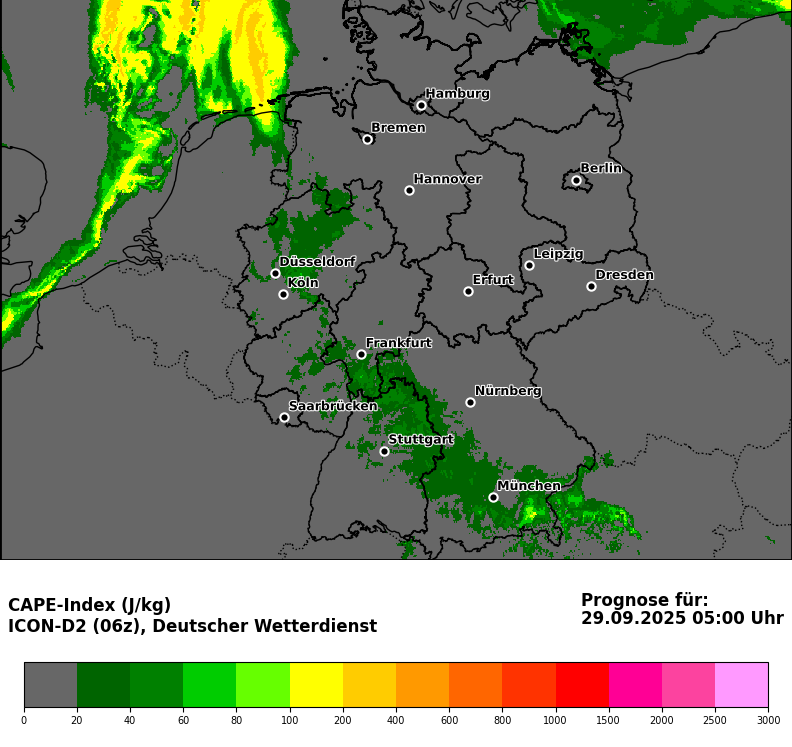 Hamburg
Bremen
Berlin
Hannover
Leipzig
Düsseldorf
Dresden
Köln
Erfurt
Frankfurt
Nürnberg
Saarbrücken
Stuttgart
München
CAPE-Index (J/kg)
ICON-D2 (06z), Deutscher Wetterdienst
Prognose für:
29.09.2025 05:00 Uhr
0 20 40 60 80 100 200 400 600 800 1000 1500 2000 2500 3000